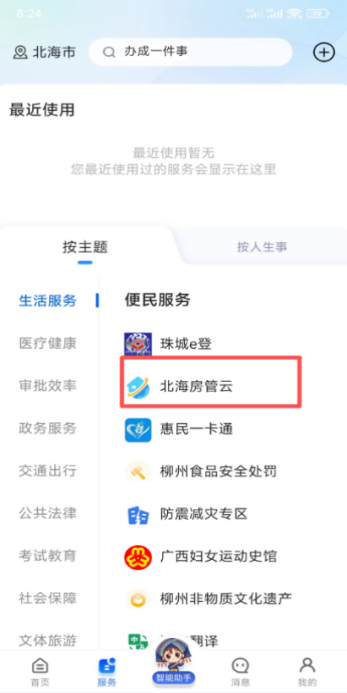 8:24
北海市
办成一件事
最近使用
最近使用暂无
您最近使用过的服务会显示在这里
按主题
按人生事
生活服务
便民服务
医疗健康
珠城e登
审批效率
北海房管云
政务服务
惠民一卡通
交通出行
柳州食品安全处罚
公共法律
防震减灾专区
考试教育
广西妇女运动史馆
社会保障
柳州非物质文化遗产
文体旅游
翻译
首页
服务
智能助手
消息
我的